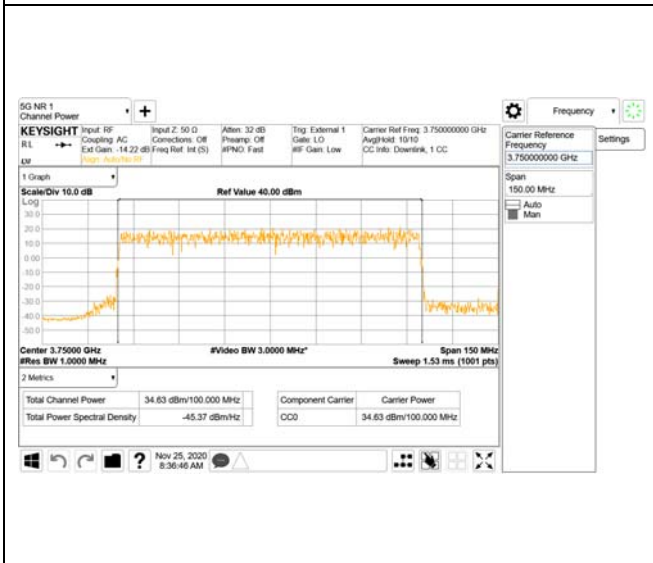 5G NR 1
Channel Power
Frequency
KEYSIGHT Input: RF Input Z: 50 Ω Atten: 32 dB Trig: External 1 Carrier Ref Freq: 3.750000000 GHz
RL Coupling: AC Corrections: Off Preamp: Off Gate: LO Avg|Hold: 10/10
Ext Gain: -14.22 dB Freq Ref: Int (S) #PNO: Fast #IF Gain: Low CC Info: Downlink, 1 CC
Align: Auto/No RF
Carrier Reference
Frequency
3.750000000 GHz
Settings
Span
150.00 MHz
Auto
Man
1 Graph
Scale/Div 10.0 dB Ref Value 40.00 dBm
Log
30.0
20.0
10.0
0.00
-10.0
-20.0
-30.0
-40.0
-50.0
Center 3.75000 GHz #Video BW 3.0000 MHz* Span 150 MHz
#Res BW 1.0000 MHz Sweep 1.53 ms (1001 pts)
2 Metrics
Total Channel Power 34.63 dBm/100.000 MHz Component Carrier Carrier Power
Total Power Spectral Density -45.37 dBm/Hz CC0 34.63 dBm/100.000 MHz
Nov 25, 2020
8:36:46 AM